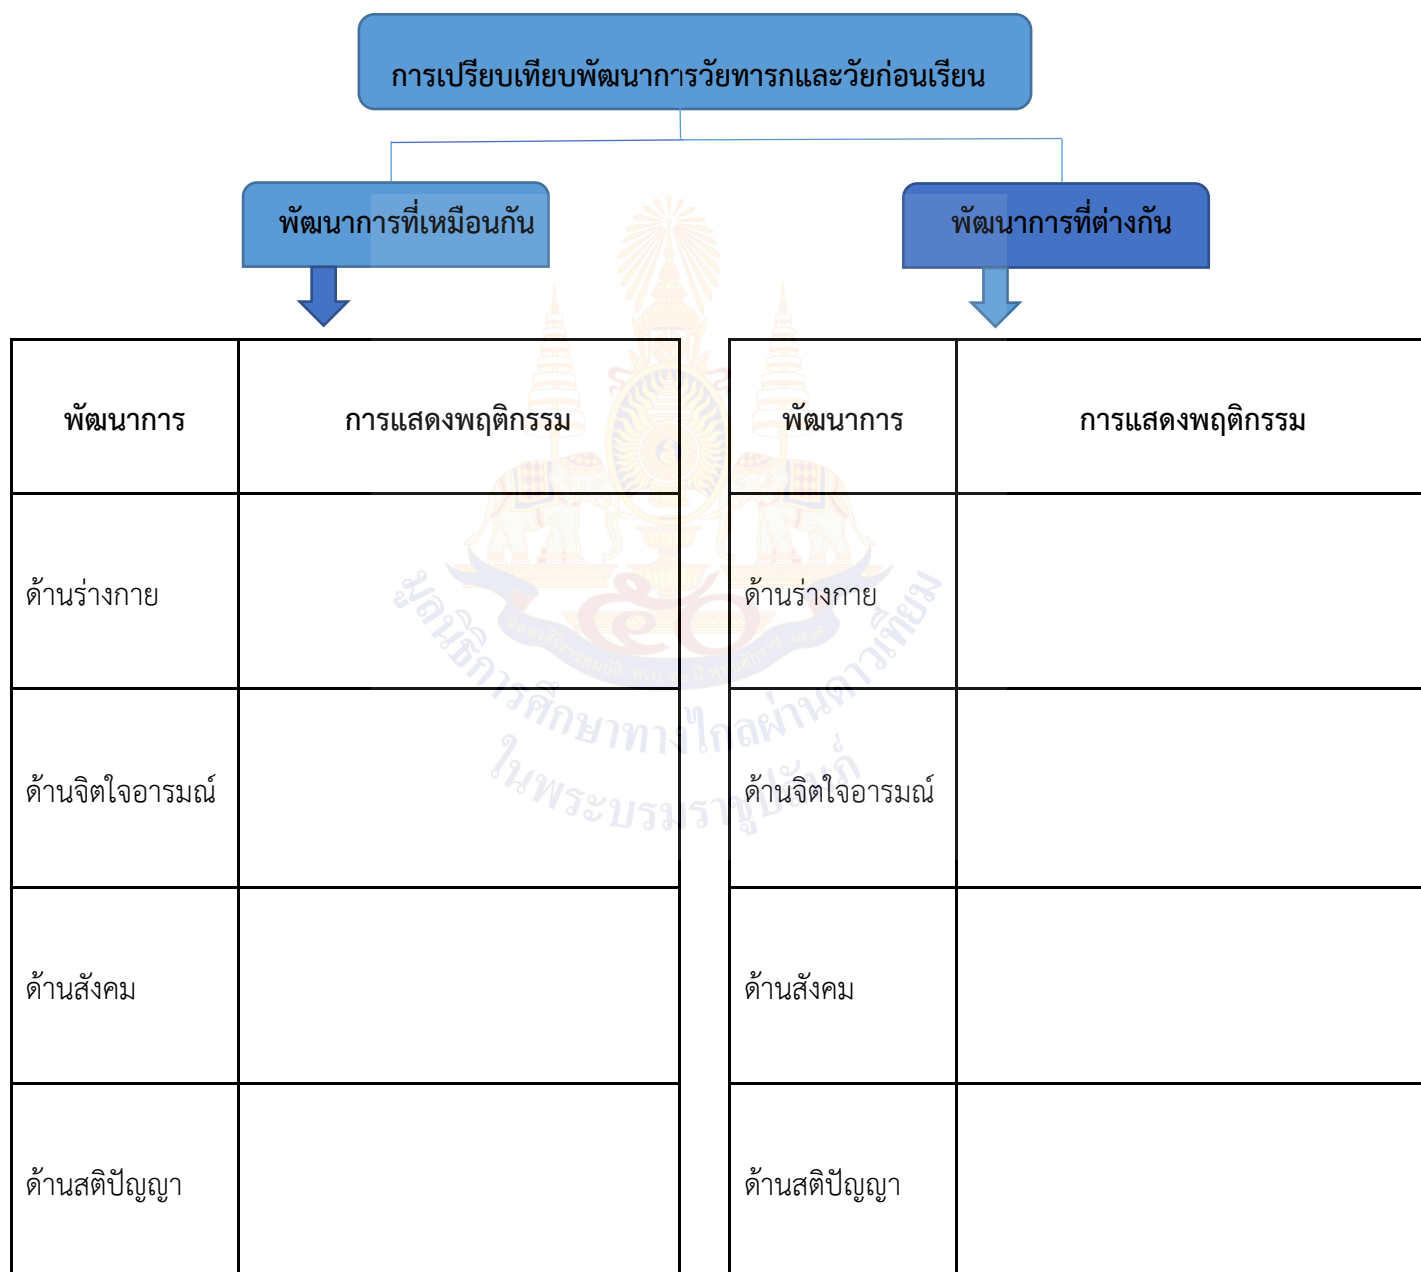 การเปรียบเทียบพัฒนาการวัยทารกและวัยก่อนเรียน
พัฒนาการที่เหมือนกัน
พัฒนาการที่ต่างกัน
พัฒนาการ
การแสดงพฤติกรรม
ด้านร่างกาย
ด้านจิตใจอารมณ์
ด้านสังคม
ด้านสติปัญญา
พัฒนาการ
การแสดงพฤติกรรม
ด้านร่างกาย
ด้านจิตใจอารมณ์
ด้านสังคม
ด้านสติปัญญา
๕๐
มูลนิธิการศึกษาทางไกลผ่านดาวเทียม
ในพระบรมราชูปถัมภ์